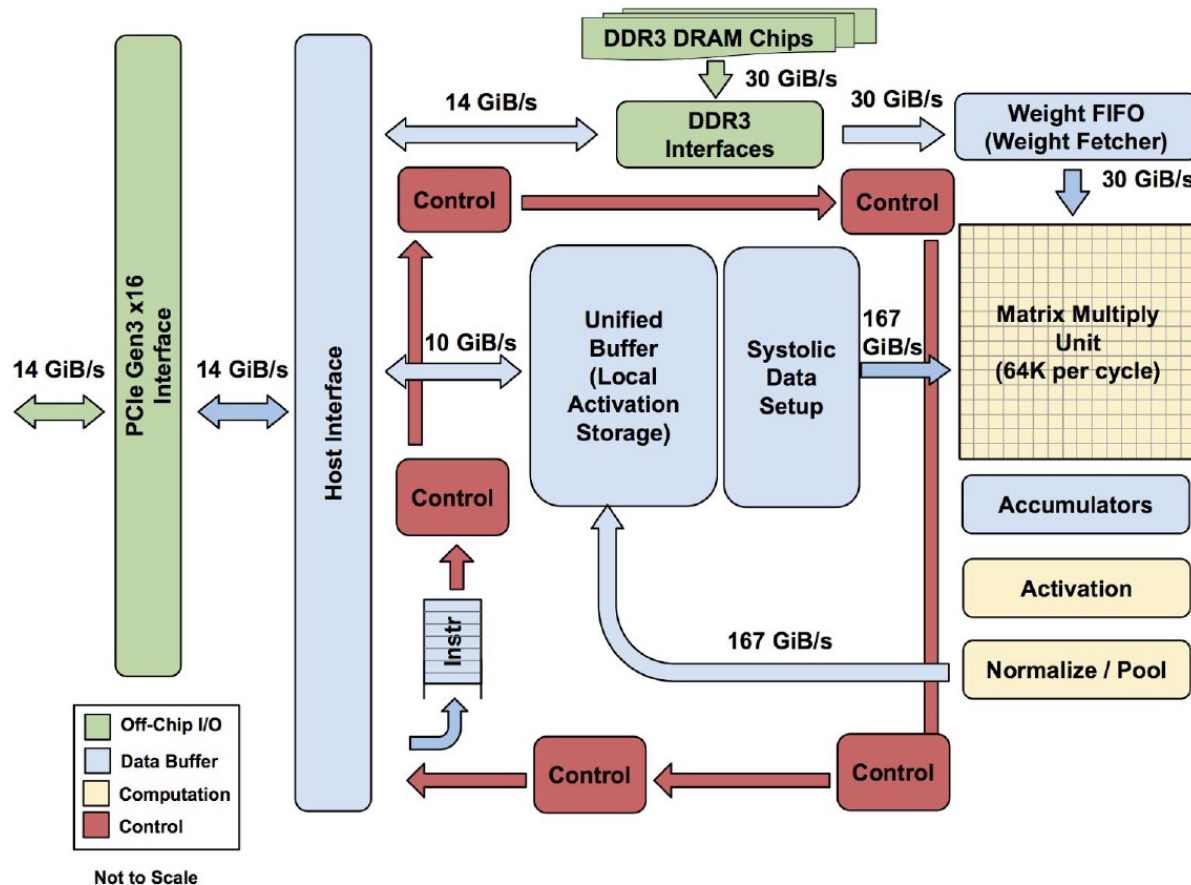 DDR3 DRAM Chips
30 GiB/s
14 GiB/s
DDR3
Interfaces
30 GiB/s
Weight FIFO
(Weight Fetcher)
30 GiB/s
Control
Control
PCIe Gen3 x16
Interface
14 GiB/s
14 GiB/s
Host Interface
10 GiB/s
Unified
Buffer
(Local
Activation
Storage)
Systolic
Data
Setup
167
GiB/s
Matrix Multiply
Unit
(64K per cycle)
Control
Accumulators
Activation
Instr
167 GiB/s
Normalize / Pool
Control
Control
Off-Chip I/O
Data Buffer
Computation
Control
Not to Scale